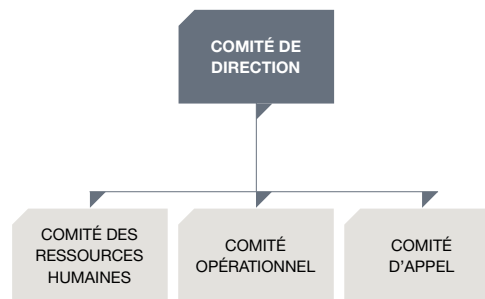 COMITÉ DE
DIRECTION
COMITÉ DES
RESSOURCES
HUMAINES
COMITÉ
OPÉRATIONNEL
COMITÉ
D'APPEL